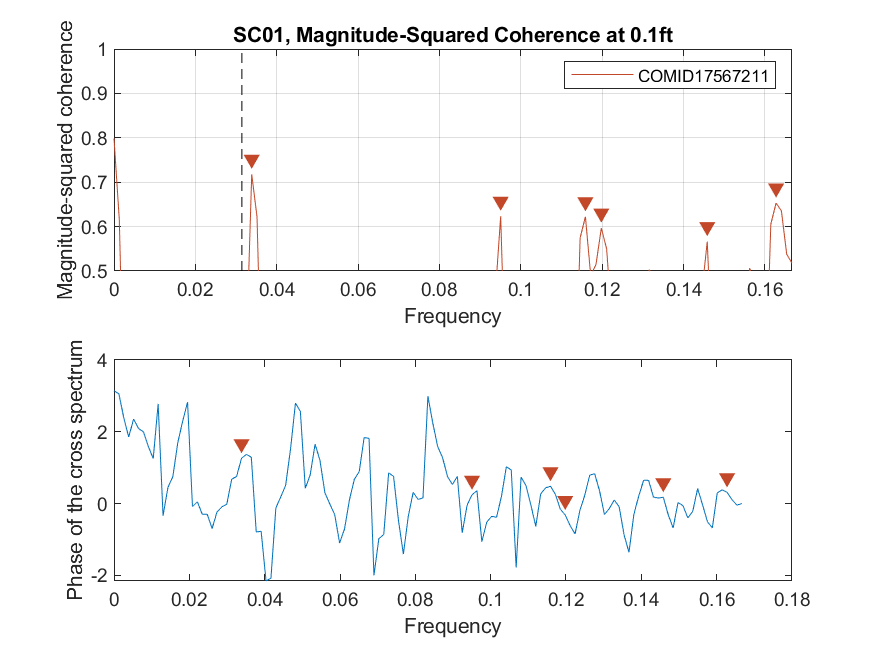 SC01, Magnitude-Squared Coherence at 0.1ft
Magnitude-squared coherence
1
0.9
0.8
0.7
0.6
0.5
COMID17567211
0 0.02 0.04 0.06 0.08 0.1 0.12 0.14 0.16
Frequency
Phase of the cross spectrum
4
2
0
-2
0 0.02 0.04 0.06 0.08 0.1 0.12 0.14 0.16 0.18
Frequency